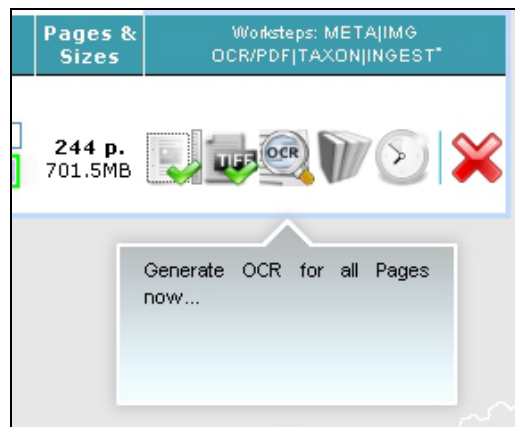 Pages &
Sizes
Worksteps: META|IMG
OCR/PDF|TAXON|INGEST*
244 p.
701.5MB
TIFF
OCR
Generate OCR for all Pages
now...